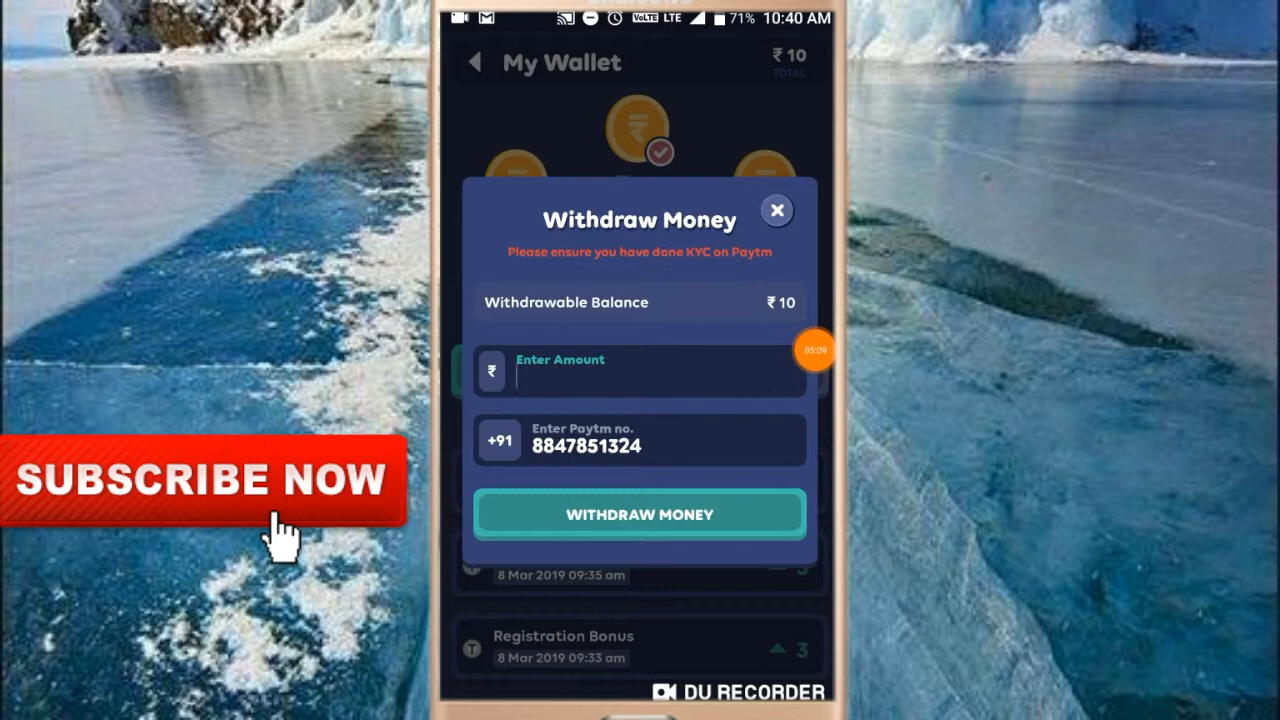 VoLTE LTE 71% 10:40 AM
My Wallet
₹ 10
TOTAL
Withdraw Money
Please ensure you have done KYC on Paytm
Withdrawable Balance ₹ 10
05:09
₹ Enter Amount
Enter Paytm no.
+91 8847851324
SUBSCRIBE NOW
WITHDRAW MONEY
8 Mar 2019 09:35 am
Registration Bonus
T 3
8 Mar 2019 09:33 am
DU RECORDER